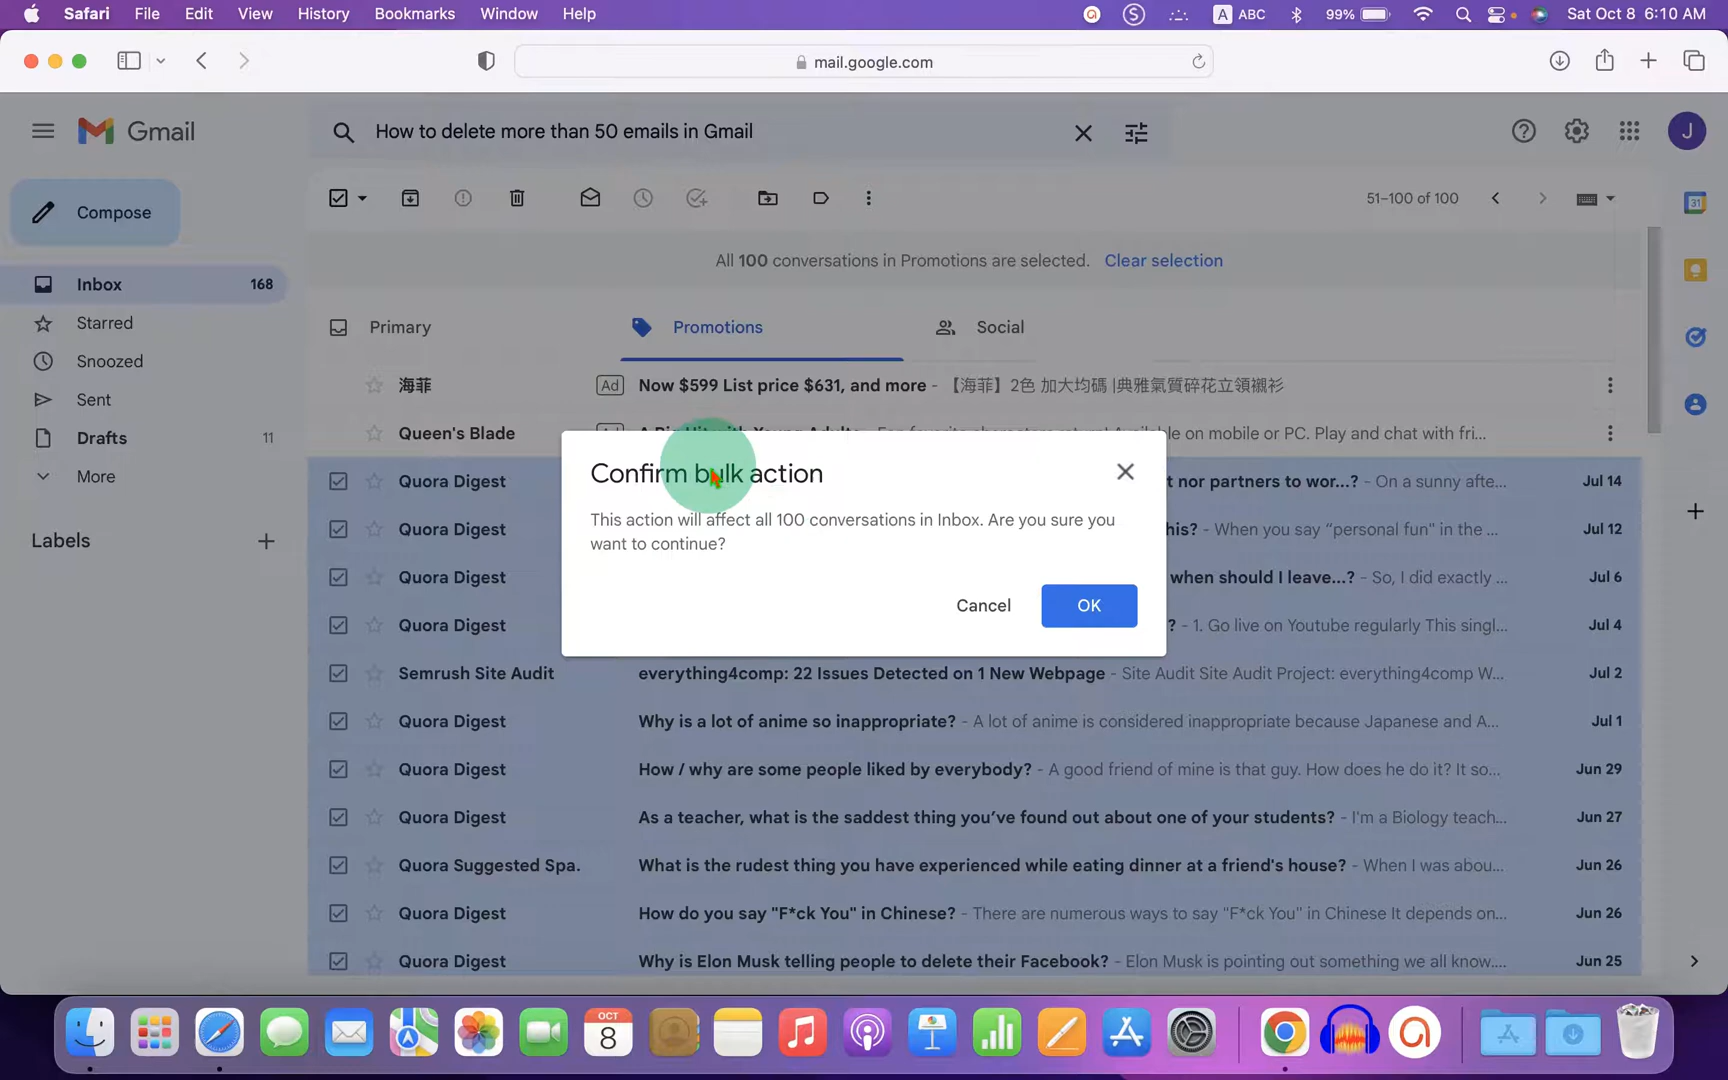 Safari File Edit View History Bookmarks Window Help A ABC 99% Sat Oct 8 6:10 AM
mail.google.com
Gmail How to delete more than 50 emails in Gmail J
Compose 51–100 of 100
All 100 conversations in Promotions are selected. Clear selection
Inbox 168
Primary Promotions Social
Starred
Snoozed
Sent
Drafts 11
More
Labels
海菲 Ad Now $599 List price $631, and more - 【海菲】2色 加大均碼 |典雅氣質碎花立領襯衫
Queen's Blade Ad A Big Hit with Young Adults - For favorite characters return! Available on mobile or PC. Play and chat with fri...
Confirm bulk action
This action will affect all 100 conversations in Inbox. Are you sure you
want to continue?
Cancel OK
Quora Digest t nor partners to wor...? - On a sunny afte... Jul 14
Quora Digest his? - When you say “personal fun” in the ... Jul 12
Quora Digest when should I leave...? - So, I did exactly ... Jul 6
Quora Digest ? - 1. Go live on Youtube regularly This singl... Jul 4
Semrush Site Audit everything4comp: 22 Issues Detected on 1 New Webpage - Site Audit Site Audit Project: everything4comp W... Jul 2
Quora Digest Why is a lot of anime so inappropriate? - A lot of anime is considered inappropriate because Japanese and A... Jul 1
Quora Digest How / why are some people liked by everybody? - A good friend of mine is that guy. How does he do it? It so... Jun 29
Quora Digest As a teacher, what is the saddest thing you’ve found out about one of your students? - I'm a Biology teach... Jun 27
Quora Suggested Spa. What is the rudest thing you have experienced while eating dinner at a friend's house? - When I was abou... Jun 26
Quora Digest How do you say "F*ck You" in Chinese? - There are numerous ways to say "F*ck You" in Chinese It depends on... Jun 26
Quora Digest Why is Elon Musk telling people to delete their Facebook? - Elon Musk is pointing out something we all know.... Jun 25
OCT
8